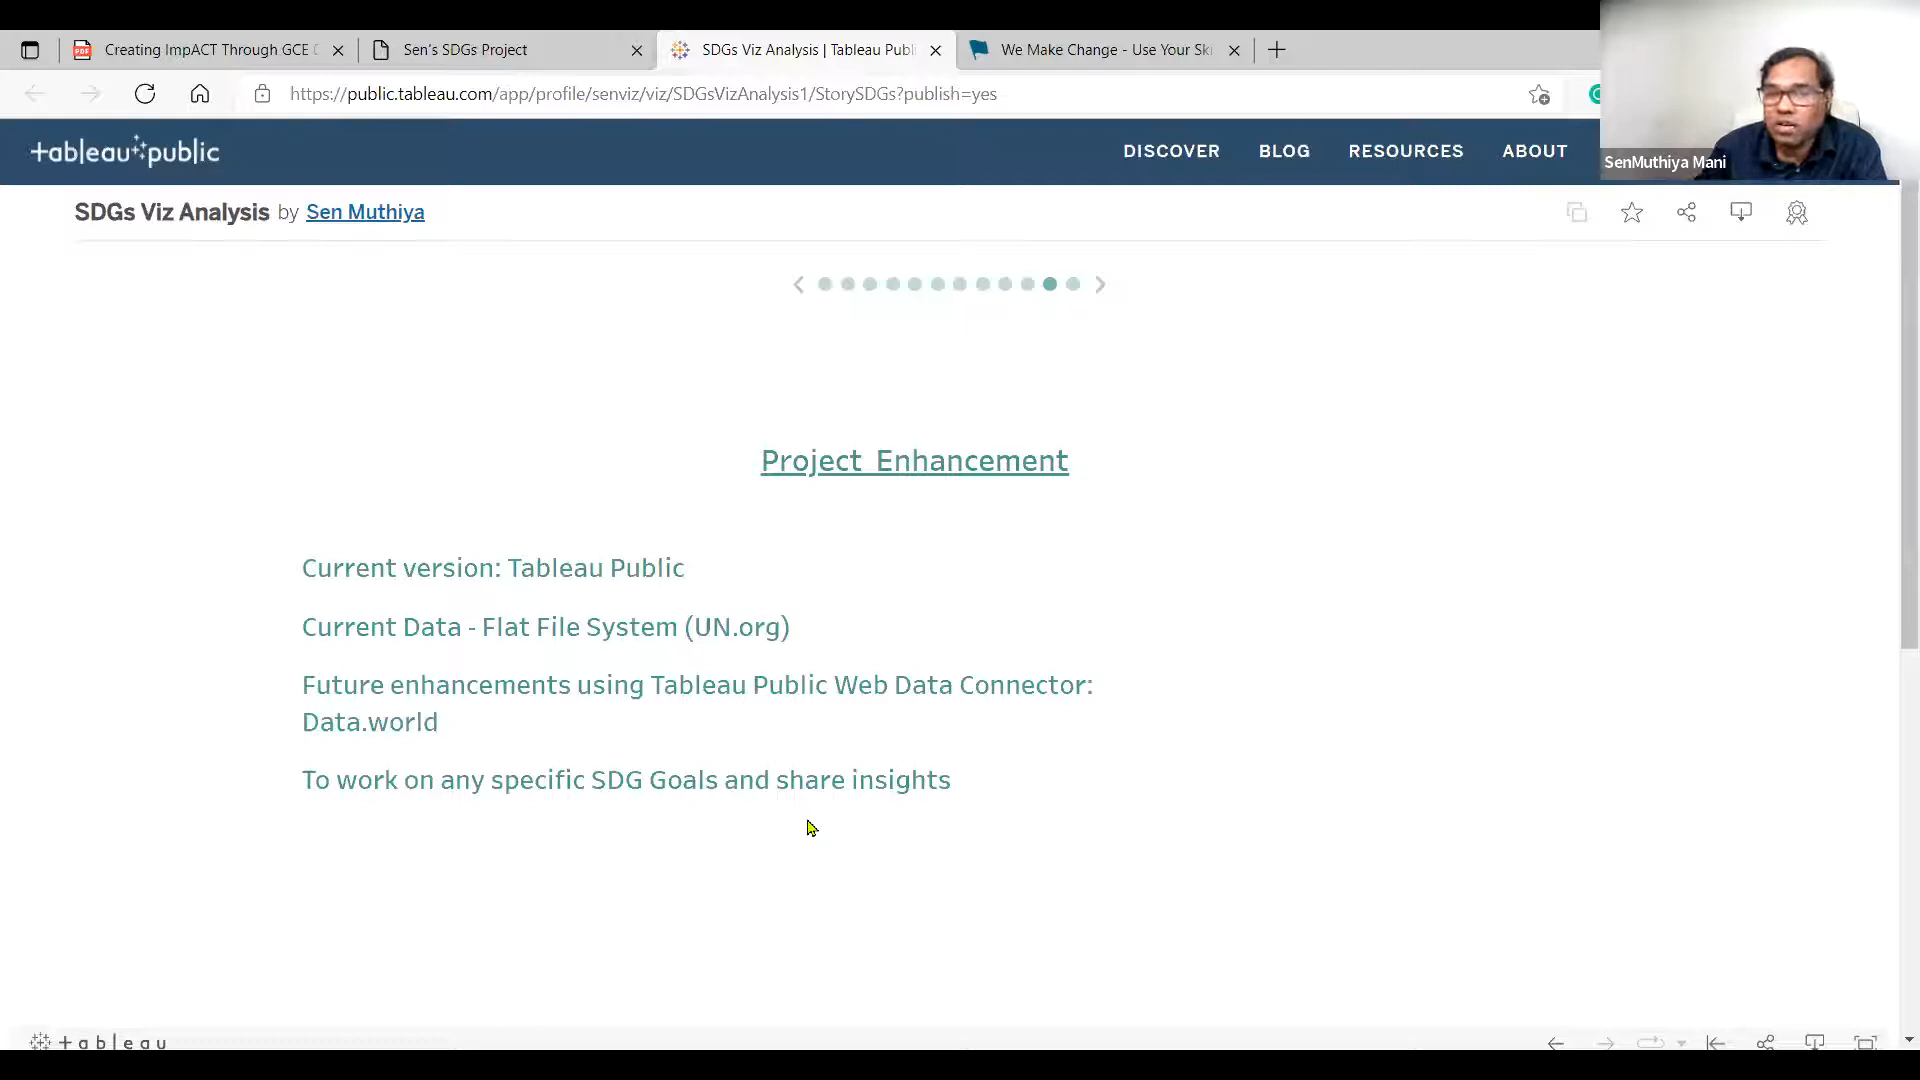 Creating ImpACT Through GCE
Sen's SDGs Project
SDGs Viz Analysis | Tableau Publ
We Make Change - Use Your Ski
https://public.tableau.com/app/profile/senviz/viz/SDGsVizAnalysis1/StorySDGs?publish=yes
+ableau public
DISCOVER
BLOG
RESOURCES
ABOUT
SenMuthiya Mani
SDGs Viz Analysis by Sen Muthiya
Project Enhancement
Current version: Tableau Public
Current Data - Flat File System (UN.org)
Future enhancements using Tableau Public Web Data Connector:
Data.world
To work on any specific SDG Goals and share insights
+ableau